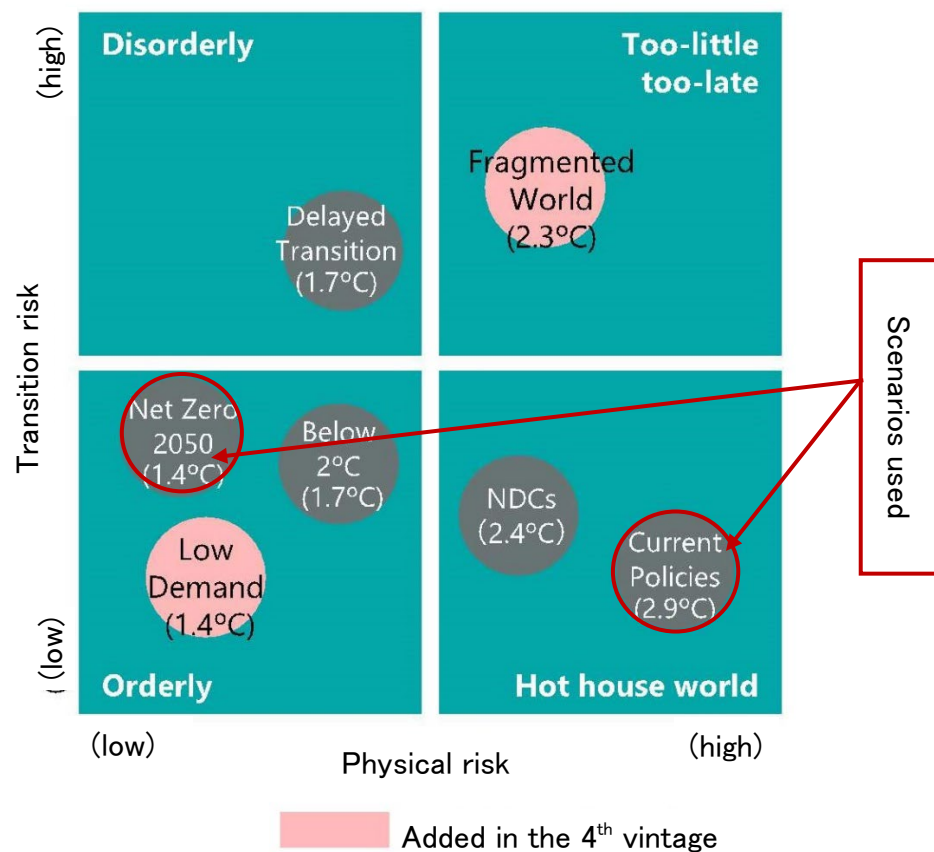 (high)
Transition risk
(low)
Disorderly
Too-little
too-late
Fragmented
World
(2.3°C)
Delayed
Transition
(1.7°C)
Scenarios used
Net Zero
2050
(1.4°C)
Below
2°C
(1.7°C)
NDCs
(2.4°C)
Current
Policies
(2.9°C)
Low
Demand
(1.4°C)
Orderly
Hot house world
(low)
(high)
Physical risk
Added in the 4th vintage